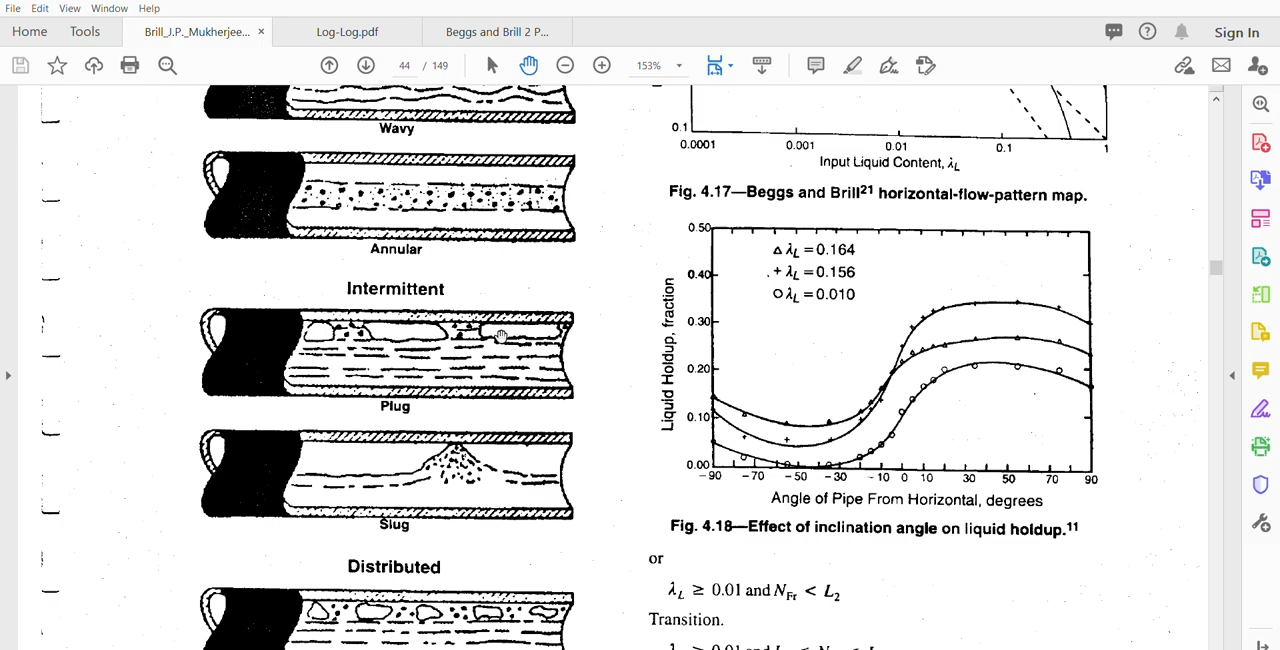 File Edit View Window Help
Home Tools Brill_J.P._Mukherjee... × Log-Log.pdf Beggs and Brill 2 P... Sign In
44 / 149 153%
Wavy
Annular
Intermittent
Plug
Slug
Distributed
0.1
0.0001 0.001 0.01 0.1 1
Input Liquid Content, λL
Fig. 4.17—Beggs and Brill21 horizontal-flow-pattern map.
0.50
0.40
0.30
0.20
0.10
0.00
Liquid Holdup, fraction
△ λL = 0.164
+ λL = 0.156
○ λL = 0.010
−90 −70 −50 −30 −10 0 10 30 50 75 90
Angle of Pipe From Horizontal, degrees
Fig. 4.18—Effect of inclination angle on liquid holdup.11
or
λL ≥ 0.01 and NFr < L2
Transition.